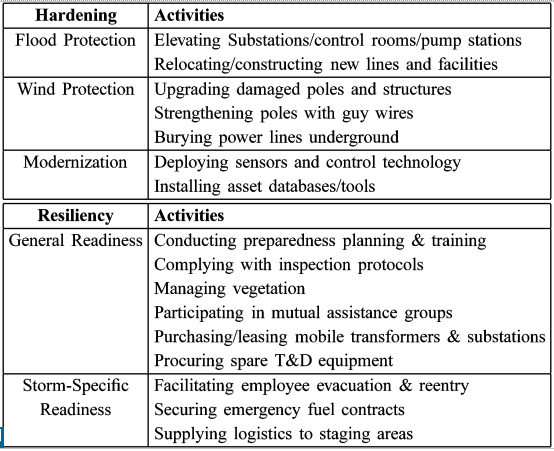 Hardening Activities
Flood Protection Elevating Substations/control rooms/pump stations
Relocating/constructing new lines and facilities
Wind Protection Upgrading damaged poles and structures
Strengthening poles with guy wires
Burying power lines underground
Modernization Deploying sensors and control technology
Installing asset databases/tools
Resiliency Activities
General Readiness Conducting preparedness planning & training
Complying with inspection protocols
Managing vegetation
Participating in mutual assistance groups
Purchasing/leasing mobile transformers & substations
Procuring spare T&D equipment
Storm-Specific Facilitating employee evacuation & reentry
Readiness Securing emergency fuel contracts
Supplying logistics to staging areas